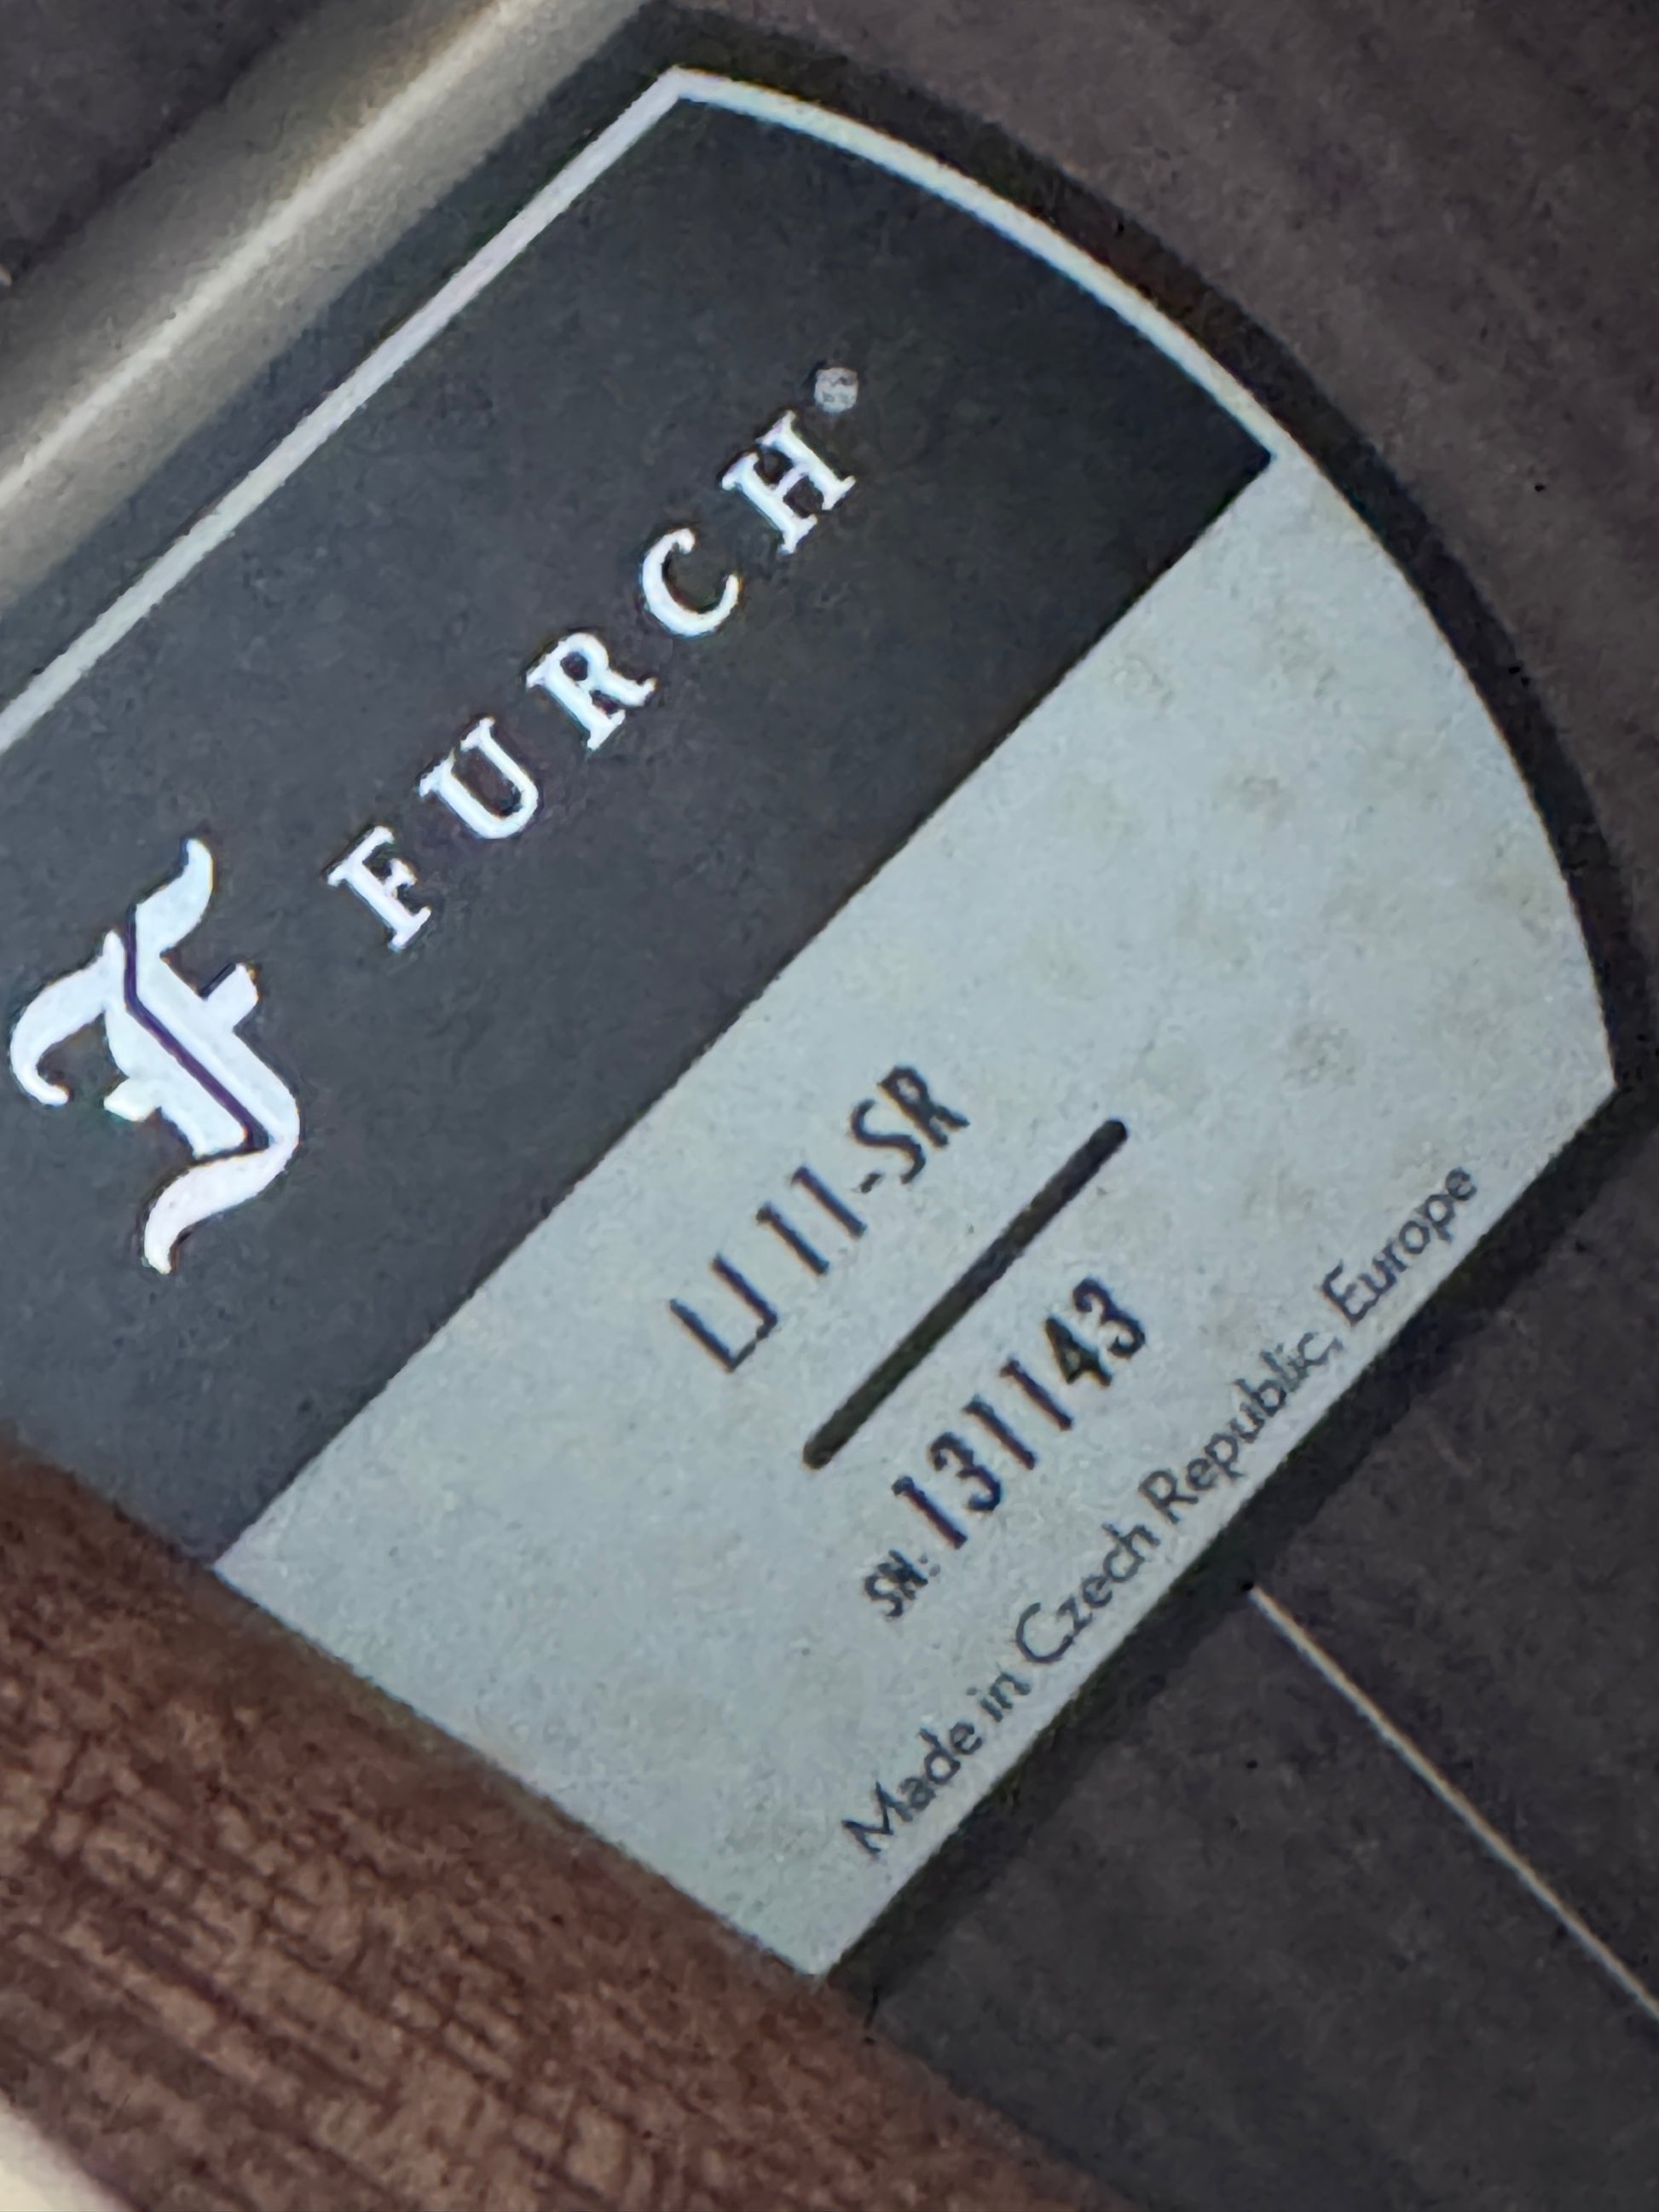 F FURCH®
LJ 11-SR
SN: 131143
Made in Czech Republic, Europe